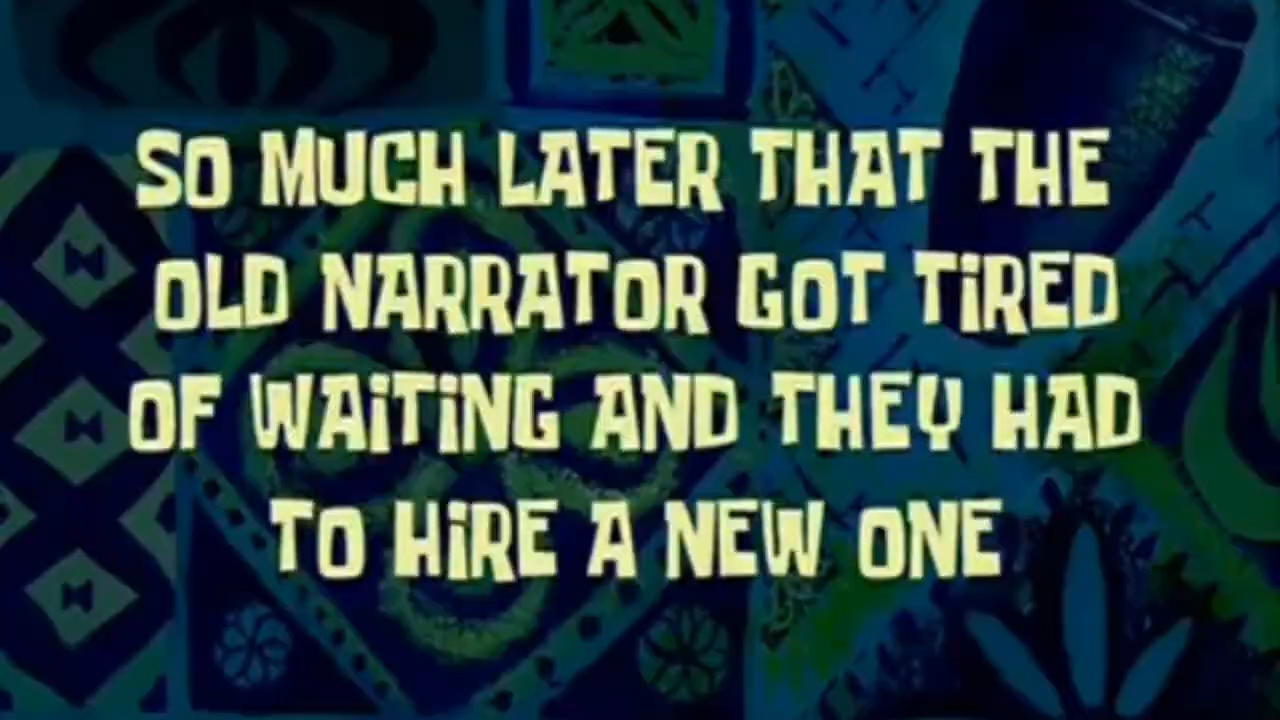 SO MUCH LATER THAT THE
OLD NARRATOR GOT TiRED
OF WAiTiNG AND THEY HAD
TO HiRE A NEW ONE